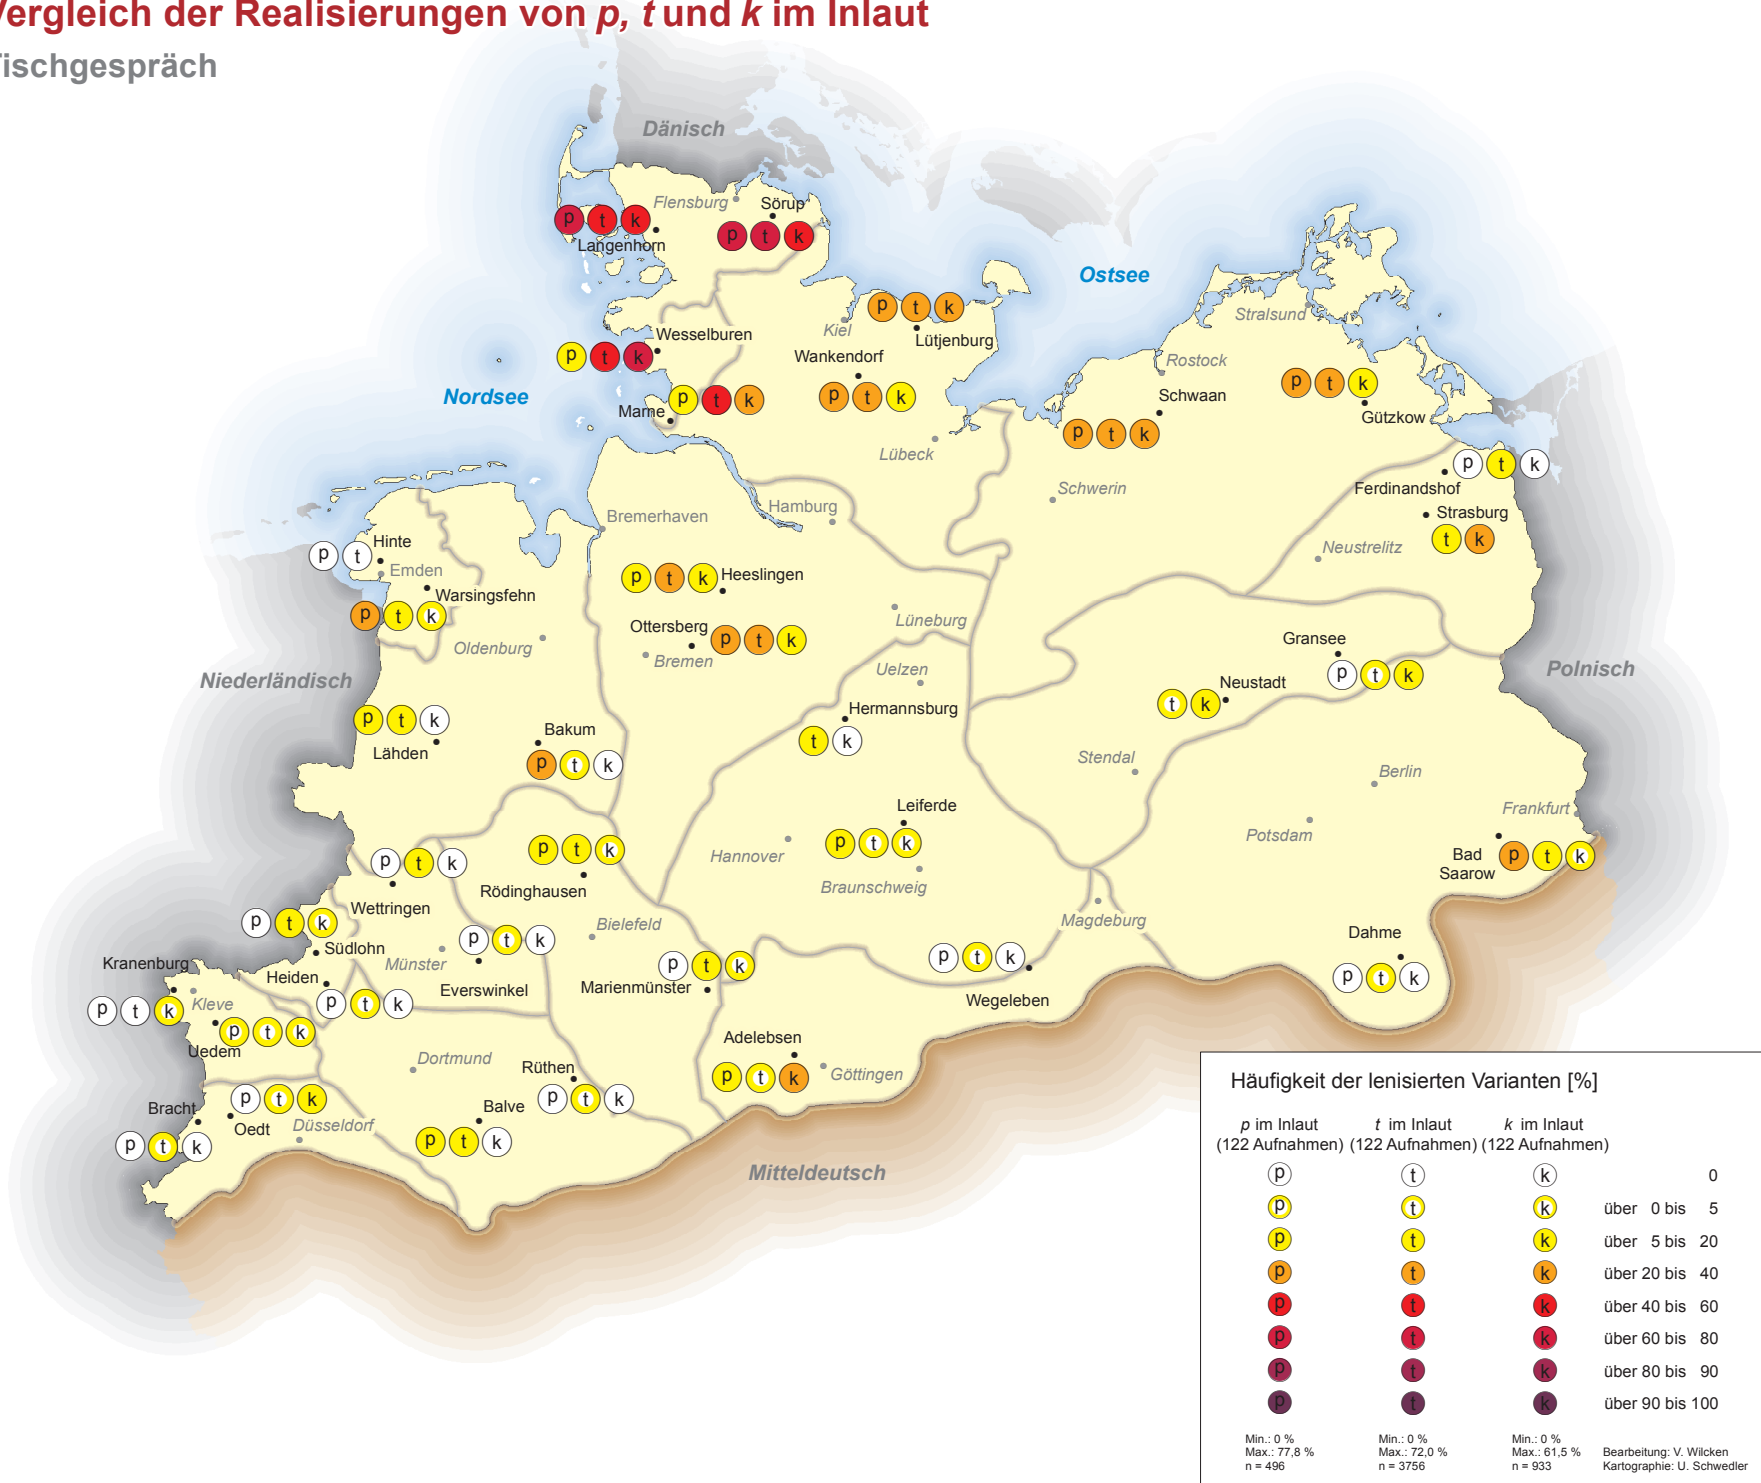 Vergleich der Realisierungen von p, t und k im Inlaut
Tischgespräch
Dänisch
Flensburg
Sörup
p t k
Langenhorn
p t k
Ostsee
Stralsund
p t k
Kiel
Lütjenburg
Wesselburen
p t k
Wankendorf
p t k
Nordsee
Marne
p t k
Rostock
Schwaan
p t k
p t k
Gützkow
Lübeck
Schwerin
p t k
Ferdinandshof
Strasburg
t k
Neustrelitz
Hamburg
Bremerhaven
Hinte
p t
Emden
Warsingsfehn
p t k
p t k
Heeslingen
Lüneburg
Ottersberg
p t k
Bremen
Oldenburg
Uelzen
Niederländisch
Gransee
p t k
Polnisch
Neustadt
t k
Hermannsburg
t k
p t k
Lähden
Bakum
p t k
Stendal
Berlin
Frankfurt
Potsdam
Bad
Saarow
p t k
Leiferde
p t k
Hannover
Braunschweig
p t k
Rödinghausen
p t k
Wettringen
Bielefeld
Magdeburg
p t k
Südlohn
Münster
p t k
Everswinkel
Dahme
p t k
p t k
Wegeleben
p t k
Marienmünster
Kranenburg
p t k
Kleve
Heiden
p t k
Uedem
p t k
Adelebsen
p t k
Göttingen
Dortmund
Rüthen
p t k
Bracht
p t k
p t k
Oedt
Düsseldorf
Balve
p t k
Mitteldeutsch
Häufigkeit der lenisierten Varianten [%]
p im Inlaut t im Inlaut k im Inlaut
(122 Aufnahmen) (122 Aufnahmen) (122 Aufnahmen)
p t k 0
p t k über 0 bis 5
p t k über 5 bis 20
p t k über 20 bis 40
p t k über 40 bis 60
p t k über 60 bis 80
p t k über 80 bis 90
p t k über 90 bis 100
Min.: 0 % Min.: 0 % Min.: 0 %
Max.: 77,8 % Max.: 72,0 % Max.: 61,5 % Bearbeitung: V. Wilcken
n = 496 n = 3756 n = 933 Kartographie: U. Schwedler